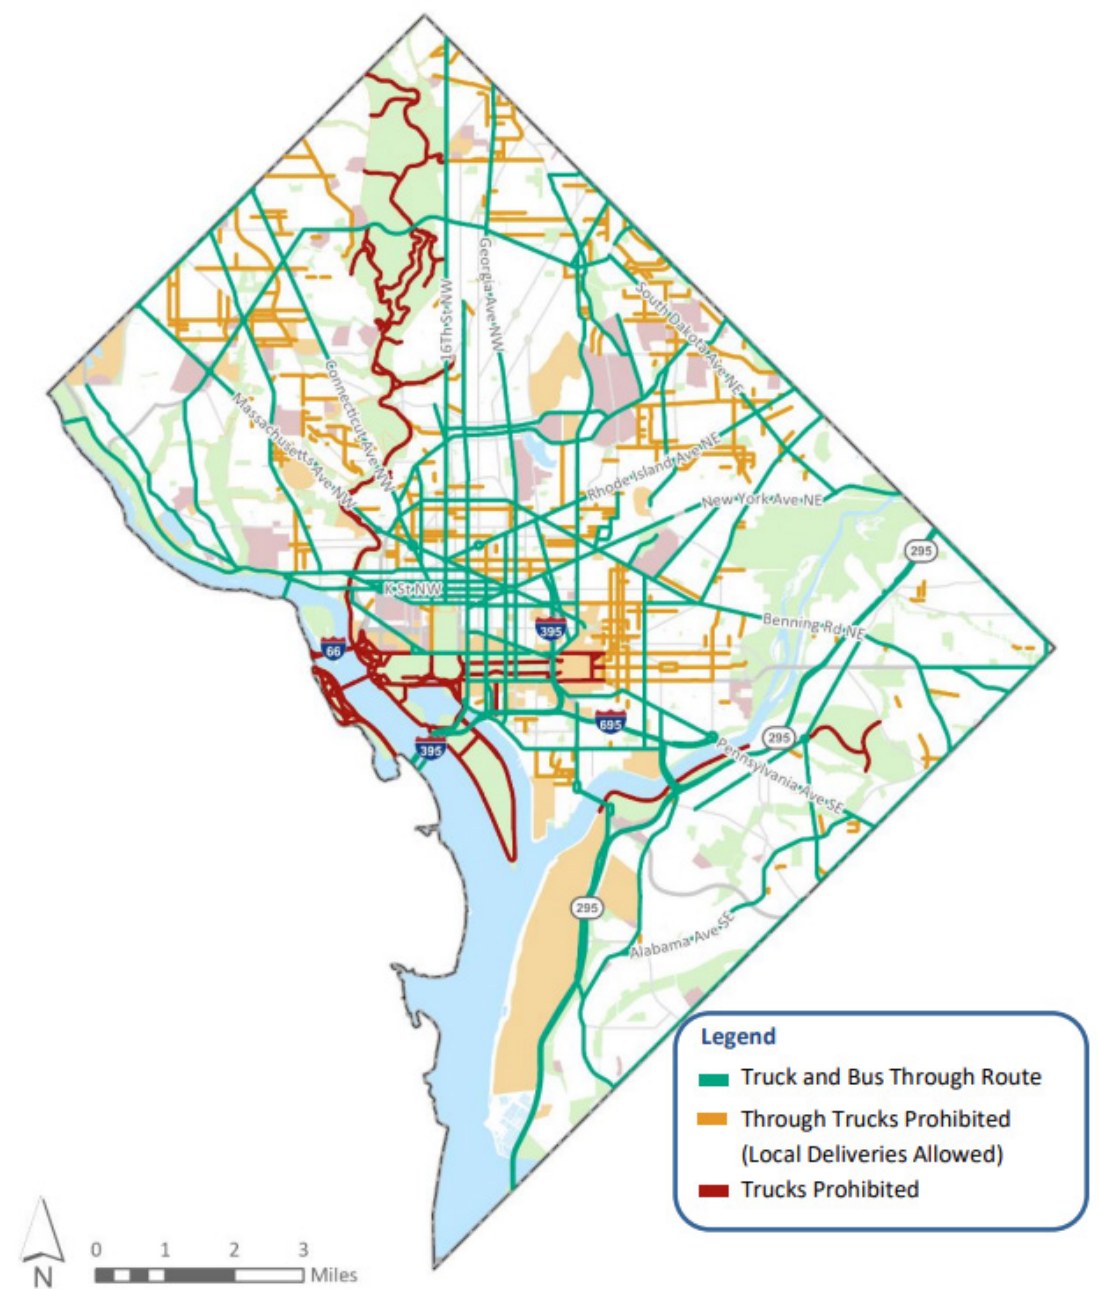 16Th St NW
Georgia Ave NW
South Dakota Ave NE
Connecticut Ave NW
Massachusetts Ave NW
Rhode Island Ave NE
New York Ave NE
295
K St NW
Benning Rd NE
395
66
695
295
395
Pennsylvania Ave SE
295
Alabama Ave SE
Legend
Truck and Bus Through Route
Through Trucks Prohibited
(Local Deliveries Allowed)
Trucks Prohibited
0 1 2 3
Miles
N